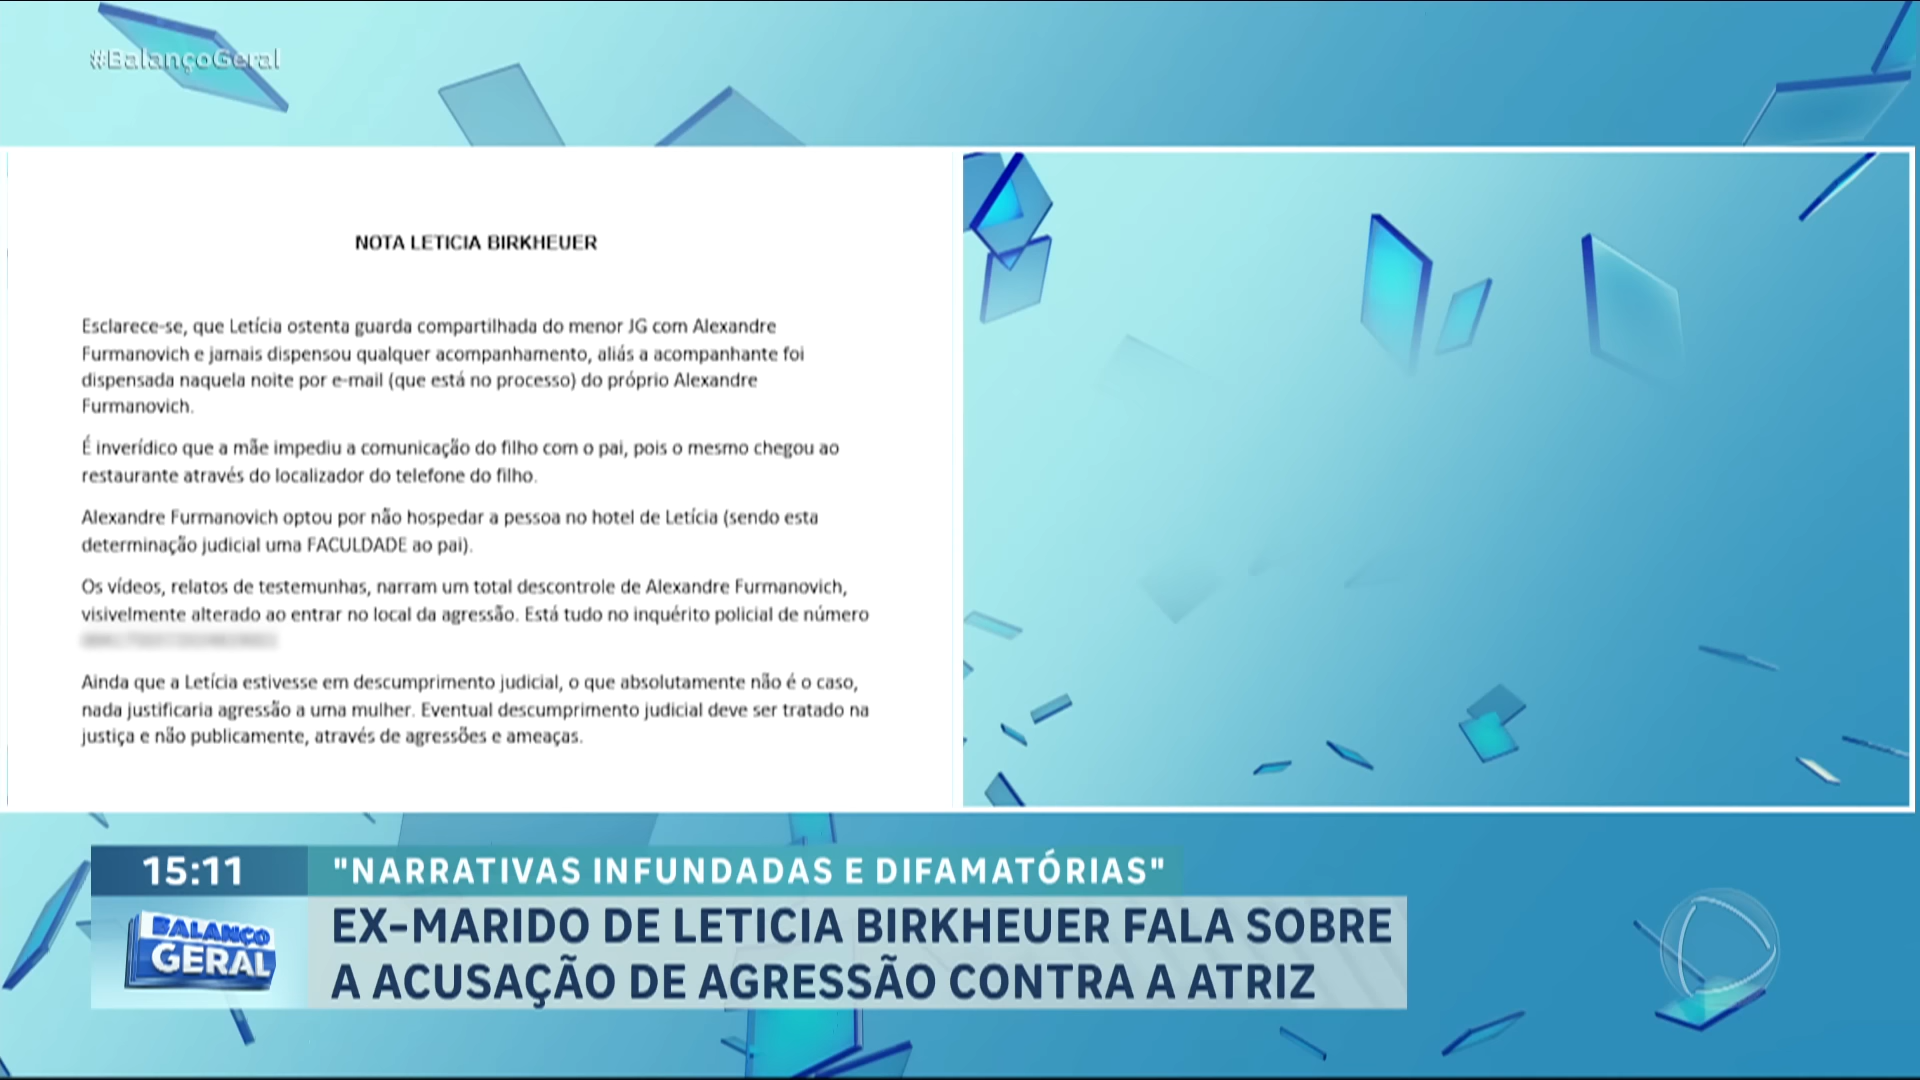 #BalançoGeral
NOTA LETICIA BIRKHEUER
Esclarece-se, que Letícia ostenta guarda compartilhada do menor JG com Alexandre
Furmanovich e jamais dispensou qualquer acompanhamento, aliás a acompanhante foi
dispensada naquela noite por e-mail (que está no processo) do próprio Alexandre
Furmanovich.
É inverídico que a mãe impediu a comunicação do filho com o pai, pois o mesmo chegou ao
restaurante através do localizador do telefone do filho.
Alexandre Furmanovich optou por não hospedar a pessoa no hotel de Letícia (sendo esta
determinação judicial uma FACULDADE ao pai).
Os vídeos, relatos de testemunhas, narram um total descontrole de Alexandre Furmanovich,
visivelmente alterado ao entrar no local da agressão. Está tudo no inquérito policial de número
Ainda que a Letícia estivesse em descumprimento judicial, o que absolutamente não é o caso,
nada justificaria agressão a uma mulher. Eventual descumprimento judicial deve ser tratado na
justiça e não publicamente, através de agressões e ameaças.
15:11
"NARRATIVAS INFUNDADAS E DIFAMATÓRIAS"
BALANÇO
GERAL
EX-MARIDO DE LETICIA BIRKHEUER FALA SOBRE
A ACUSAÇÃO DE AGRESSÃO CONTRA A ATRIZ